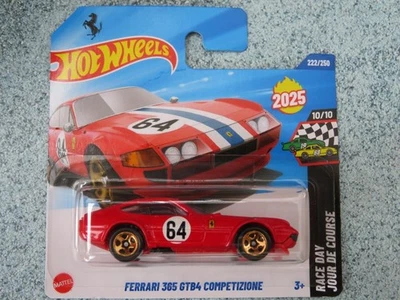 HOT WHEELS
222/250
2025
10/10
64
RACE DAY
JOUR DE COURSE
64
MATTEL
FERRARI 365 GTB4 COMPETIZIONE
3+